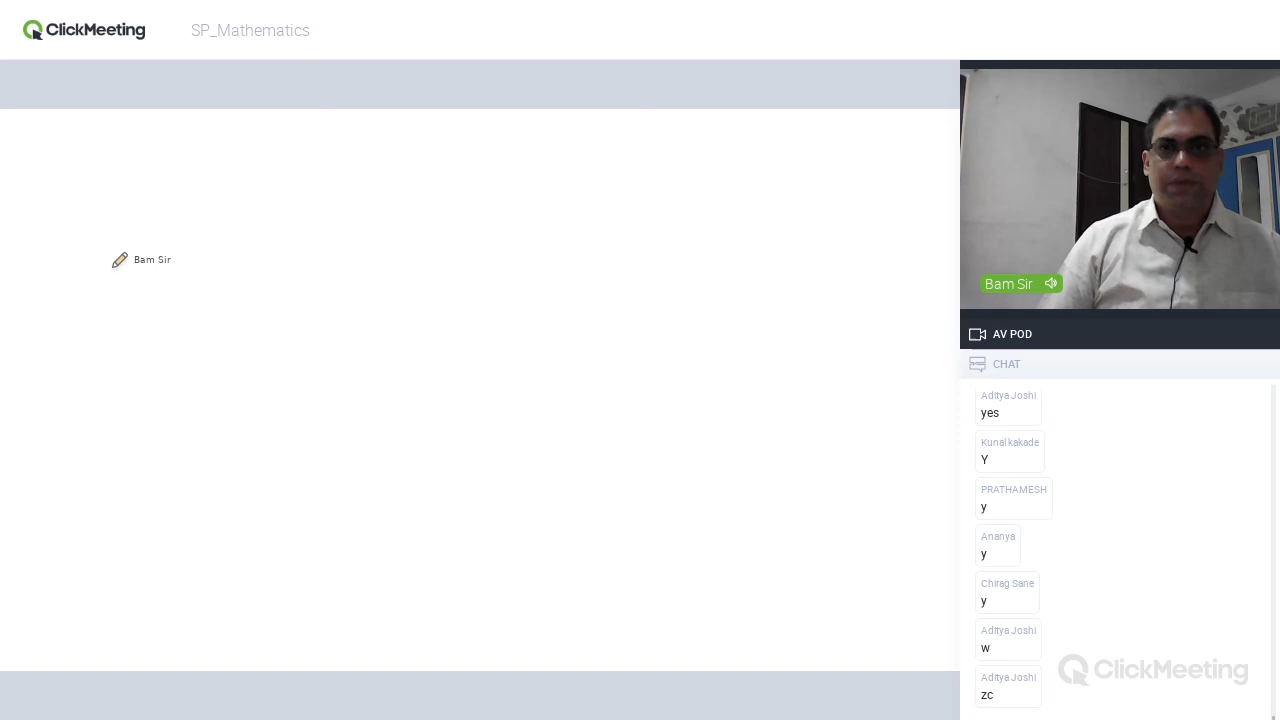 ClickMeeting
SP_Mathematics
Bam Sir
Bam Sir
AV POD
CHAT
Aditya Joshi
yes
Kunal kakade
Y
PRATHAMESH
y
Ananya
y
Chirag Sane
y
Aditya Joshi
w
Aditya Joshi
zc
ClickMeeting